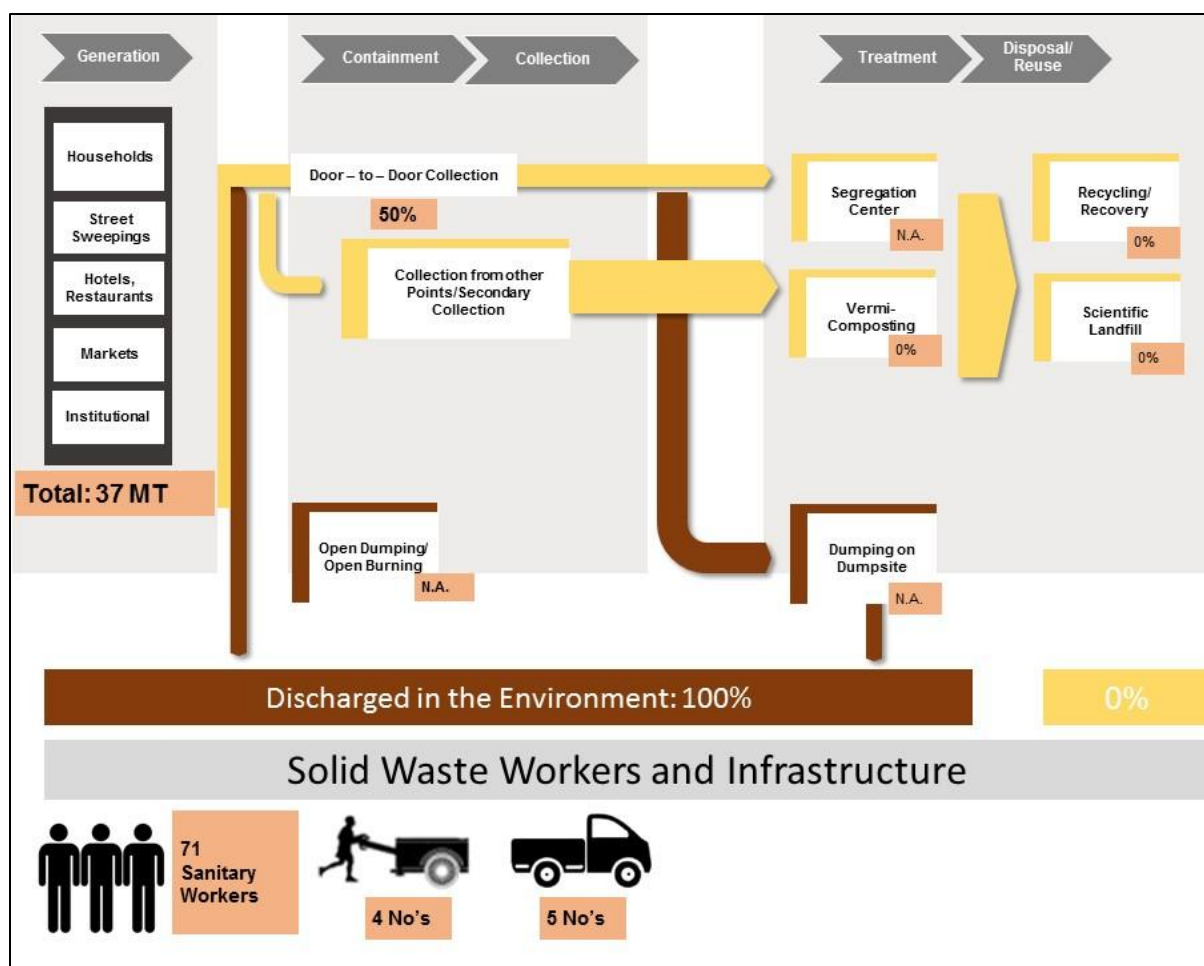 Generation
Containment
Collection
Treatment
Disposal/
Reuse
Households
Street
Sweepings
Hotels,
Restaurants
Markets
Institutional
Total: 37 MT
Door – to – Door Collection
50%
Collection from other
Points/Secondary
Collection
Open Dumping/
Open Burning
N.A.
Segregation
Center
N.A.
Vermi-
Composting
0%
Recycling/
Recovery
0%
Scientific
Landfill
0%
Dumping on
Dumpsite
N.A.
Discharged in the Environment: 100%
0%
Solid Waste Workers and Infrastructure
71
Sanitary
Workers
4 No's
5 No's